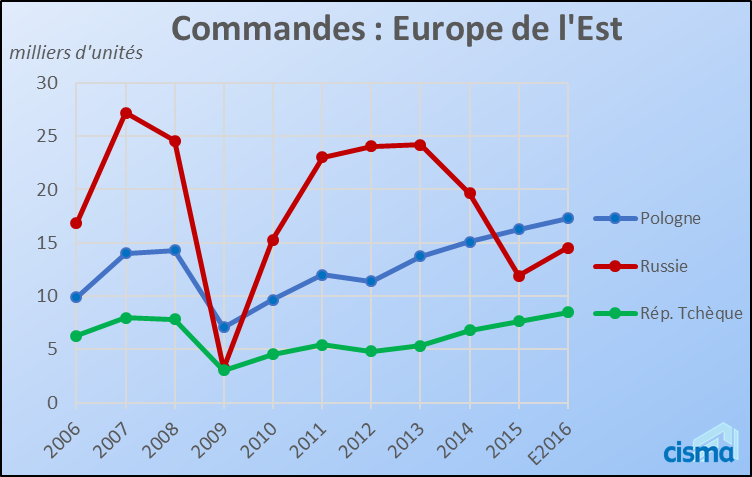 Commandes : Europe de l'Est
milliers d'unités
30
25
20
15
10
5
0
2006
2007
2008
2009
2010
2011
2012
2013
2014
2015
E2016
Pologne
Russie
Rép. Tchèque
cisma